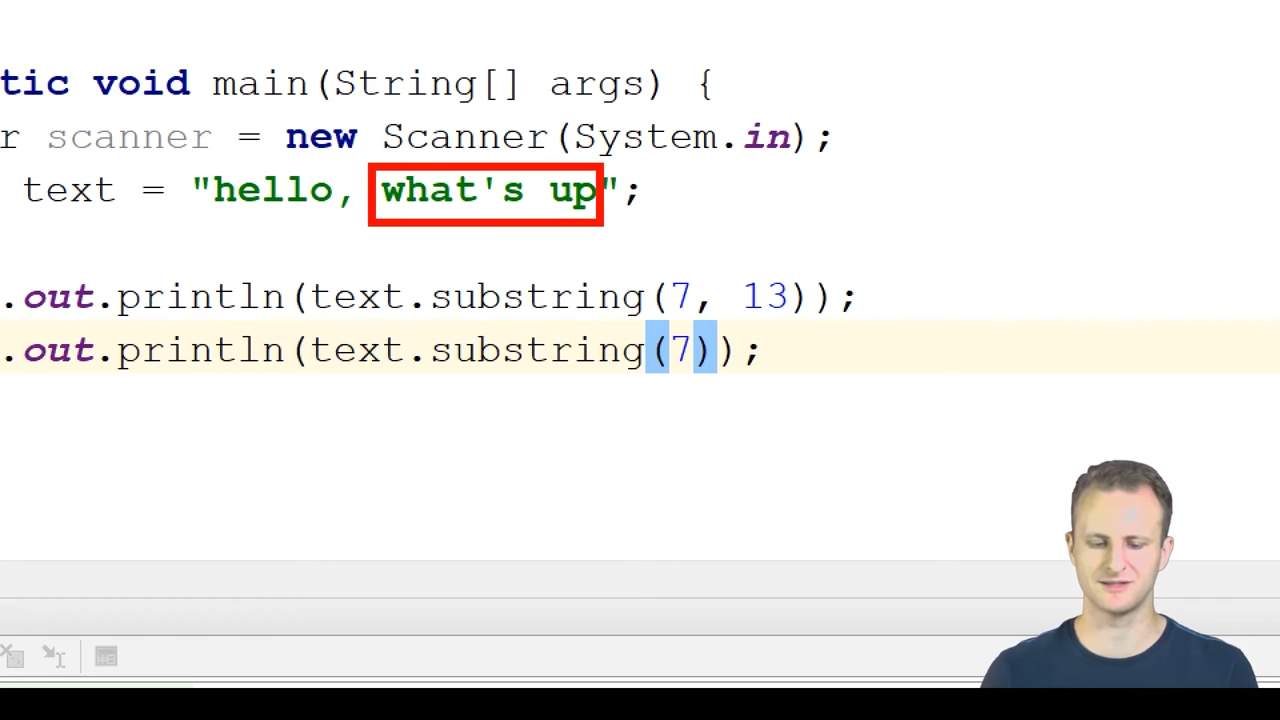 tic void main(String[] args) {
r scanner = new Scanner(System.in);
text = "hello, what's up";
.out.println(text.substring(7, 13));
.out.println(text.substring(7));